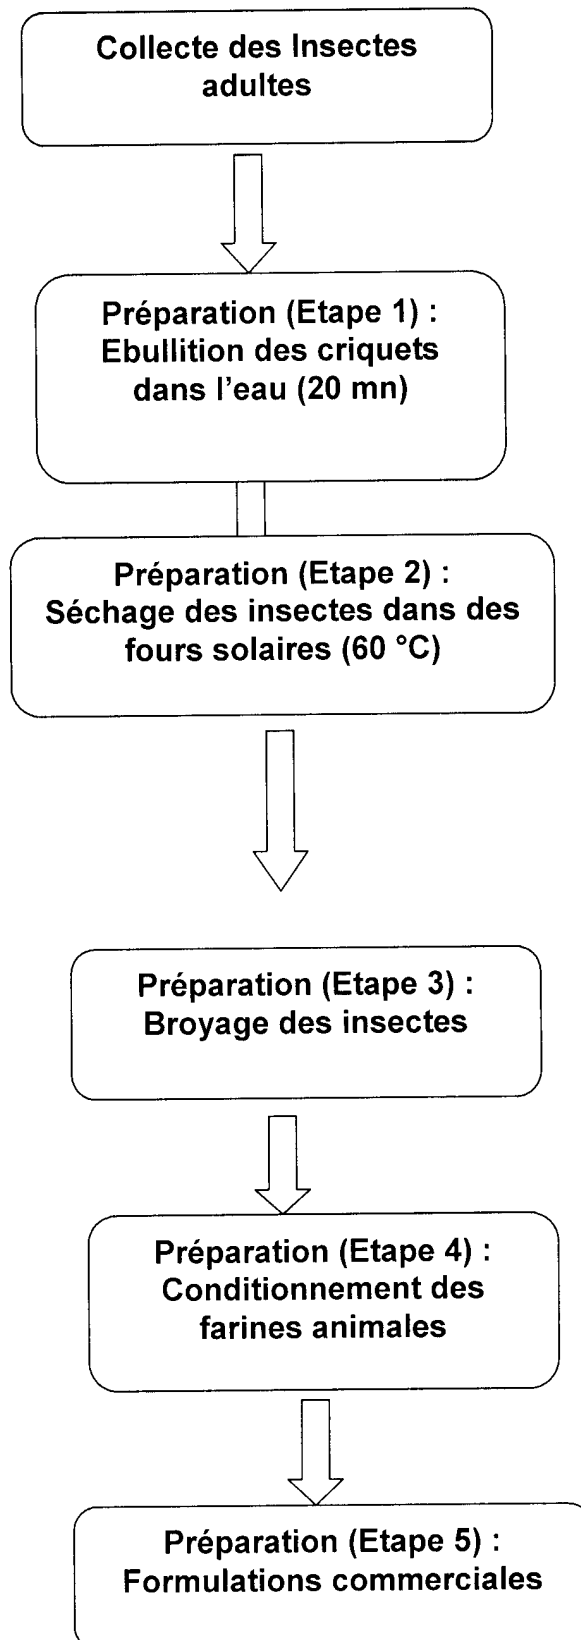 Collecte des Insectes
adultes
Préparation (Etape 1) :
Ebullition des criquets
dans l'eau (20 mn)
Préparation (Etape 2) :
Séchage des insectes dans des
fours solaires (60 °C)
Préparation (Etape 3) :
Broyage des insectes
Préparation (Etape 4) :
Conditionnement des
farines animales
Préparation (Etape 5) :
Formulations commerciales